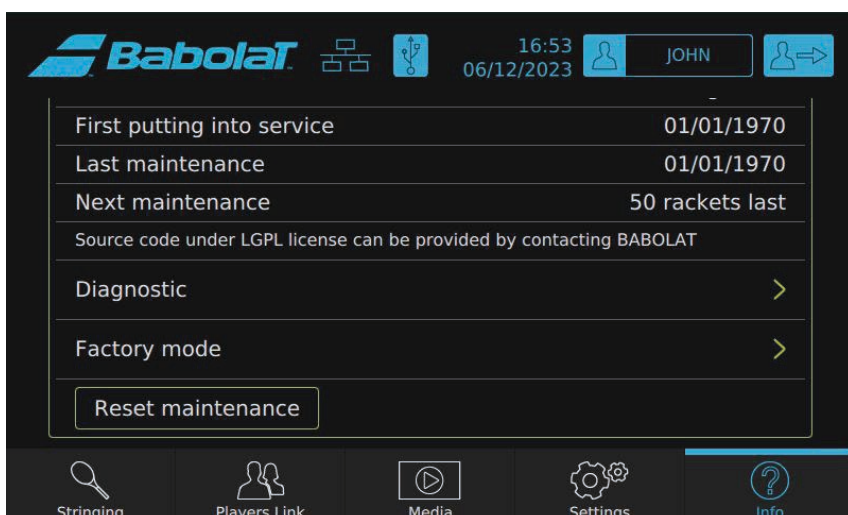 BabolaT
16:53
06/12/2023
JOHN
First putting into service 01/01/1970
Last maintenance 01/01/1970
Next maintenance 50 rackets last
Source code under LGPL license can be provided by contacting BABOLAT
Diagnostic
Factory mode
Reset maintenance
Stringing Players Link Media Settings Info